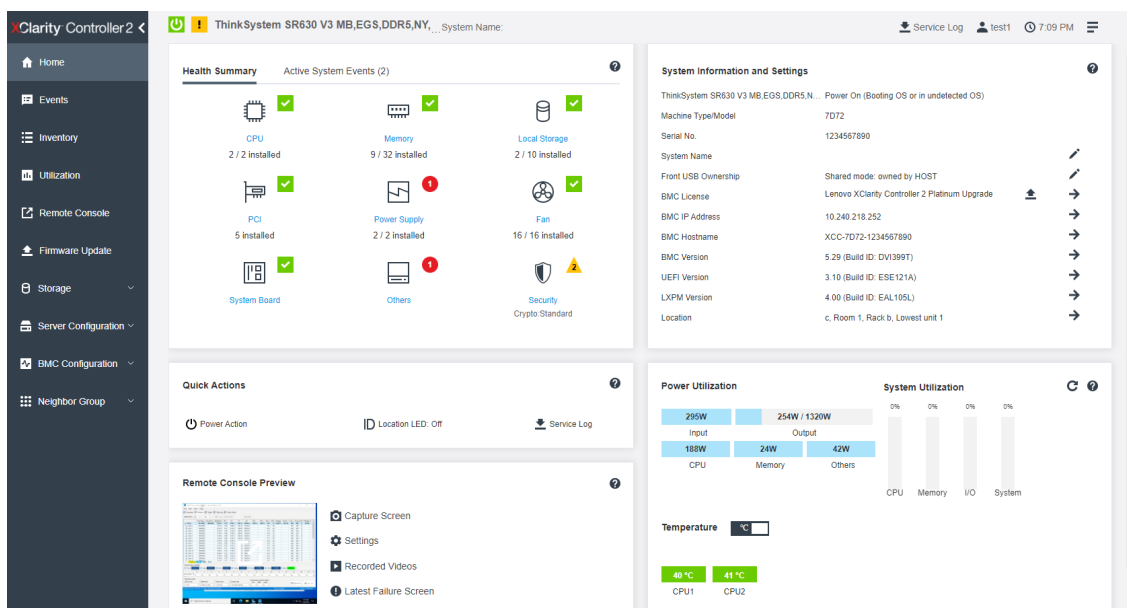 XClarity Controller 2
ThinkSystem SR630 V3 MB,EGS,DDR5,NY,... System Name:
Service Log
test1
7:09 PM
Home
Events
Inventory
Utilization
Remote Console
Firmware Update
Storage
Server Configuration
BMC Configuration
Neighbor Group
Health Summary
Active System Events (2)
CPU
2 / 2 installed
Memory
9 / 32 installed
Local Storage
2 / 10 installed
PCI
5 installed
1
Power Supply
2 / 2 installed
Fan
16 / 16 installed
System Board
1
Others
2
Security
Crypto:Standard
System Information and Settings
ThinkSystem SR630 V3 MB,EGS,DDR5,N... Power On (Booting OS or in undetected OS)
Machine Type/Model 7D72
Serial No. 1234567890
System Name
Front USB Ownership Shared mode: owned by HOST
BMC License Lenovo XClarity Controller 2 Platinum Upgrade
BMC IP Address 10.240.218.252
BMC Hostname XCC-7D72-1234567890
BMC Version 5.29 (Build ID: DVI399T)
UEFI Version 3.10 (Build ID: ESE121A)
LXPM Version 4.00 (Build ID: EAL105L)
Location c, Room 1, Rack b, Lowest unit 1
Quick Actions
Power Action
Location LED: Off
Service Log
Remote Console Preview
Capture Screen
Settings
Recorded Videos
Latest Failure Screen
Power Utilization
295W 254W / 1320W
Input Output
188W 24W 42W
CPU Memory Others
System Utilization
0% 0% 0% 0%
CPU Memory I/O System
Temperature °C
40 °C 41 °C
CPU1 CPU2